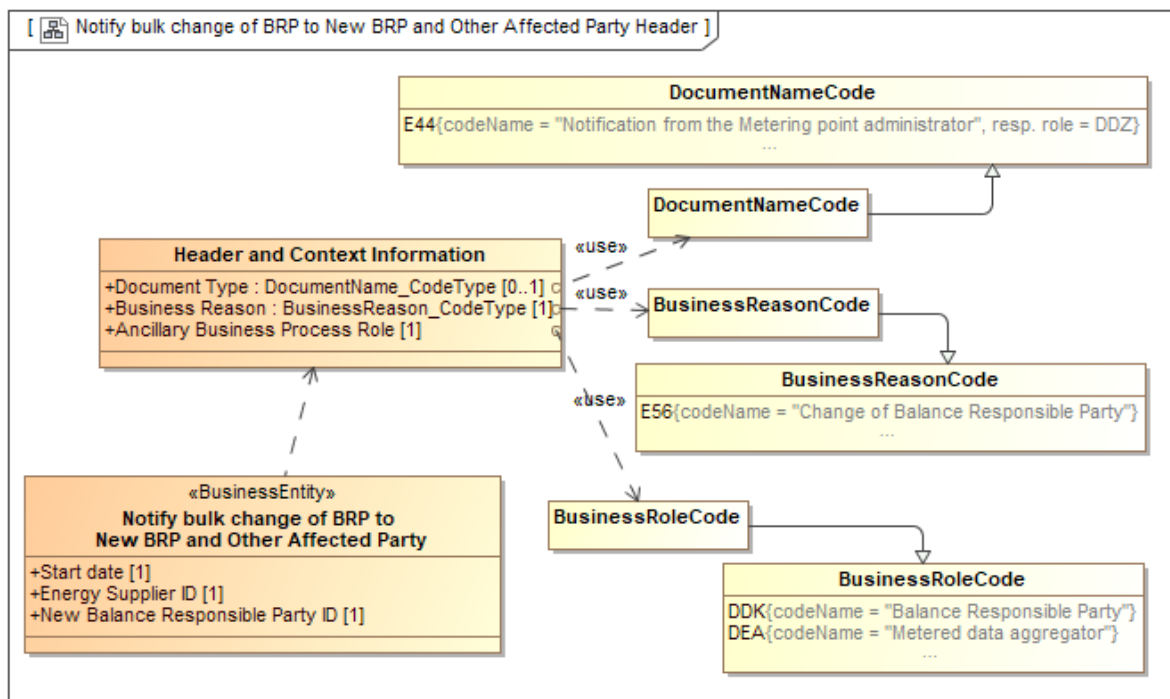 [ Notify bulk change of BRP to New BRP and Other Affected Party Header ]
DocumentNameCode
E44{codeName = "Notification from the Metering point administrator", resp. role = DDZ}
...
DocumentNameCode
«use»
Header and Context Information
+Document Type : DocumentName_CodeType [0..1]
+Business Reason : BusinessReason_CodeType [1]
+Ancillary Business Process Role [1]
«use»
BusinessReasonCode
BusinessReasonCode
E56{codeName = "Change of Balance Responsible Party"}
...
«use»
«BusinessEntity»
Notify bulk change of BRP to
New BRP and Other Affected Party
+Start date [1]
+Energy Supplier ID [1]
+New Balance Responsible Party ID [1]
BusinessRoleCode
BusinessRoleCode
DDK{codeName = "Balance Responsible Party"}
DEA{codeName = "Metered data aggregator"}
...